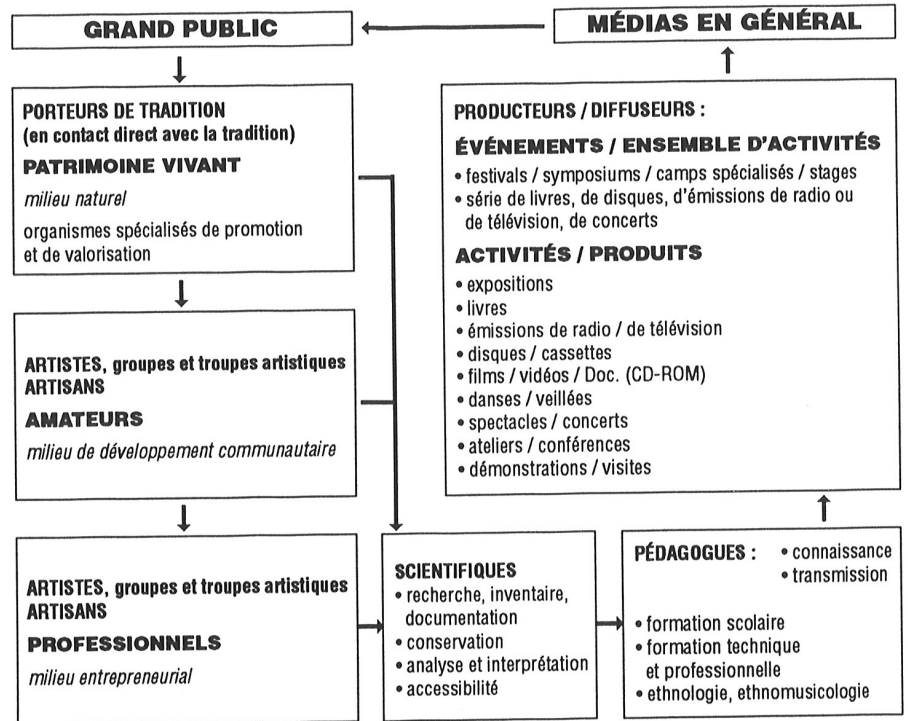 GRAND PUBLIC
MÉDIAS EN GÉNÉRAL
PORTEURS DE TRADITION
(en contact direct avec la tradition)
PATRIMOINE VIVANT
milieu naturel
organismes spécialisés de promotion
et de valorisation
ARTISTES, groupes et troupes artistiques
ARTISANS
AMATEURS
milieu de développement communautaire
ARTISTES, groupes et troupes artistiques
ARTISANS
PROFESSIONNELS
milieu entrepreneurial
SCIENTIFIQUES
• recherche, inventaire,
documentation
• conservation
• analyse et interprétation
• accessibilité
PÉDAGOGUES : • connaissance
• transmission
• formation scolaire
• formation technique
et professionnelle
• ethnologie, ethnomusicologie
PRODUCTEURS / DIFFUSEURS :
ÉVÉNEMENTS / ENSEMBLE D'ACTIVITÉS
• festivals / symposiums / camps spécialisés / stages
• série de livres, de disques, d'émissions de radio ou
de télévision, de concerts
ACTIVITÉS / PRODUITS
• expositions
• livres
• émissions de radio / de télévision
• disques / cassettes
• films / vidéos / Doc. (CD-ROM)
• danses / veillées
• spectacles / concerts
• ateliers / conférences
• démonstrations / visites